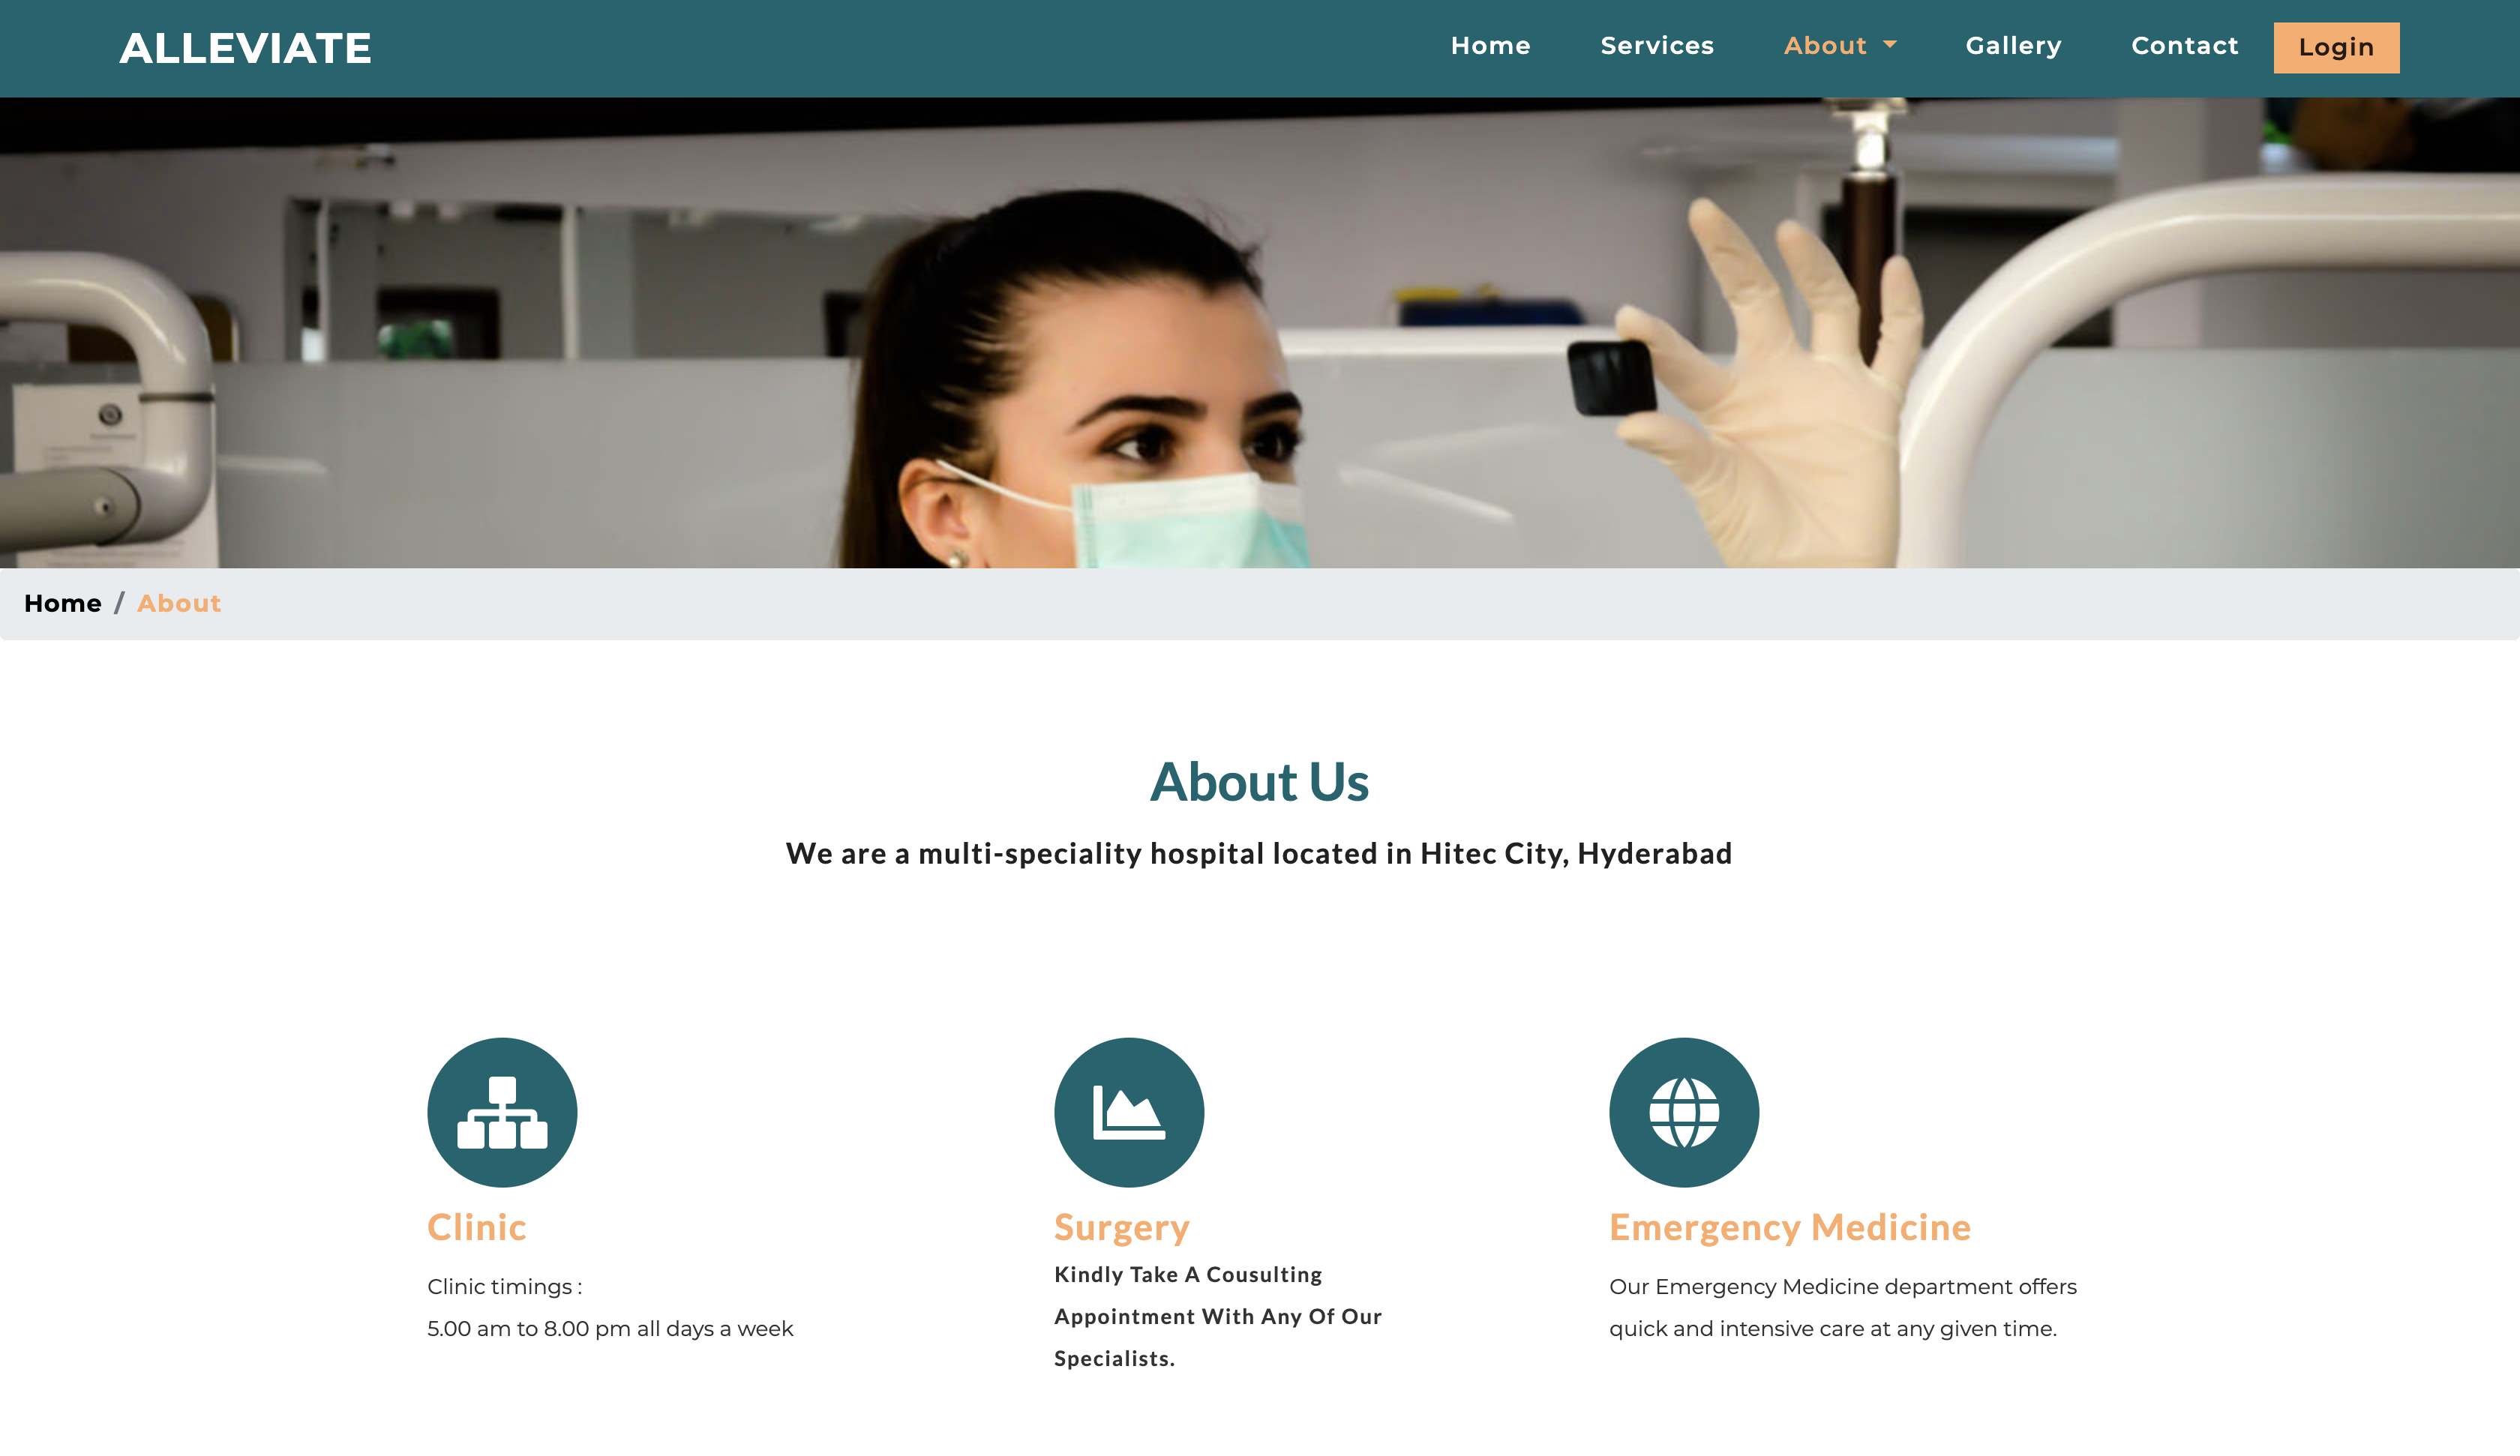 ALLEVIATE
Home Services About Gallery Contact Login
Home / About
About Us
We are a multi-speciality hospital located in Hitec City, Hyderabad
Clinic
Clinic timings :
5.00 am to 8.00 pm all days a week
Surgery
Kindly Take A Cousulting
Appointment With Any Of Our
Specialists.
Emergency Medicine
Our Emergency Medicine department offers
quick and intensive care at any given time.